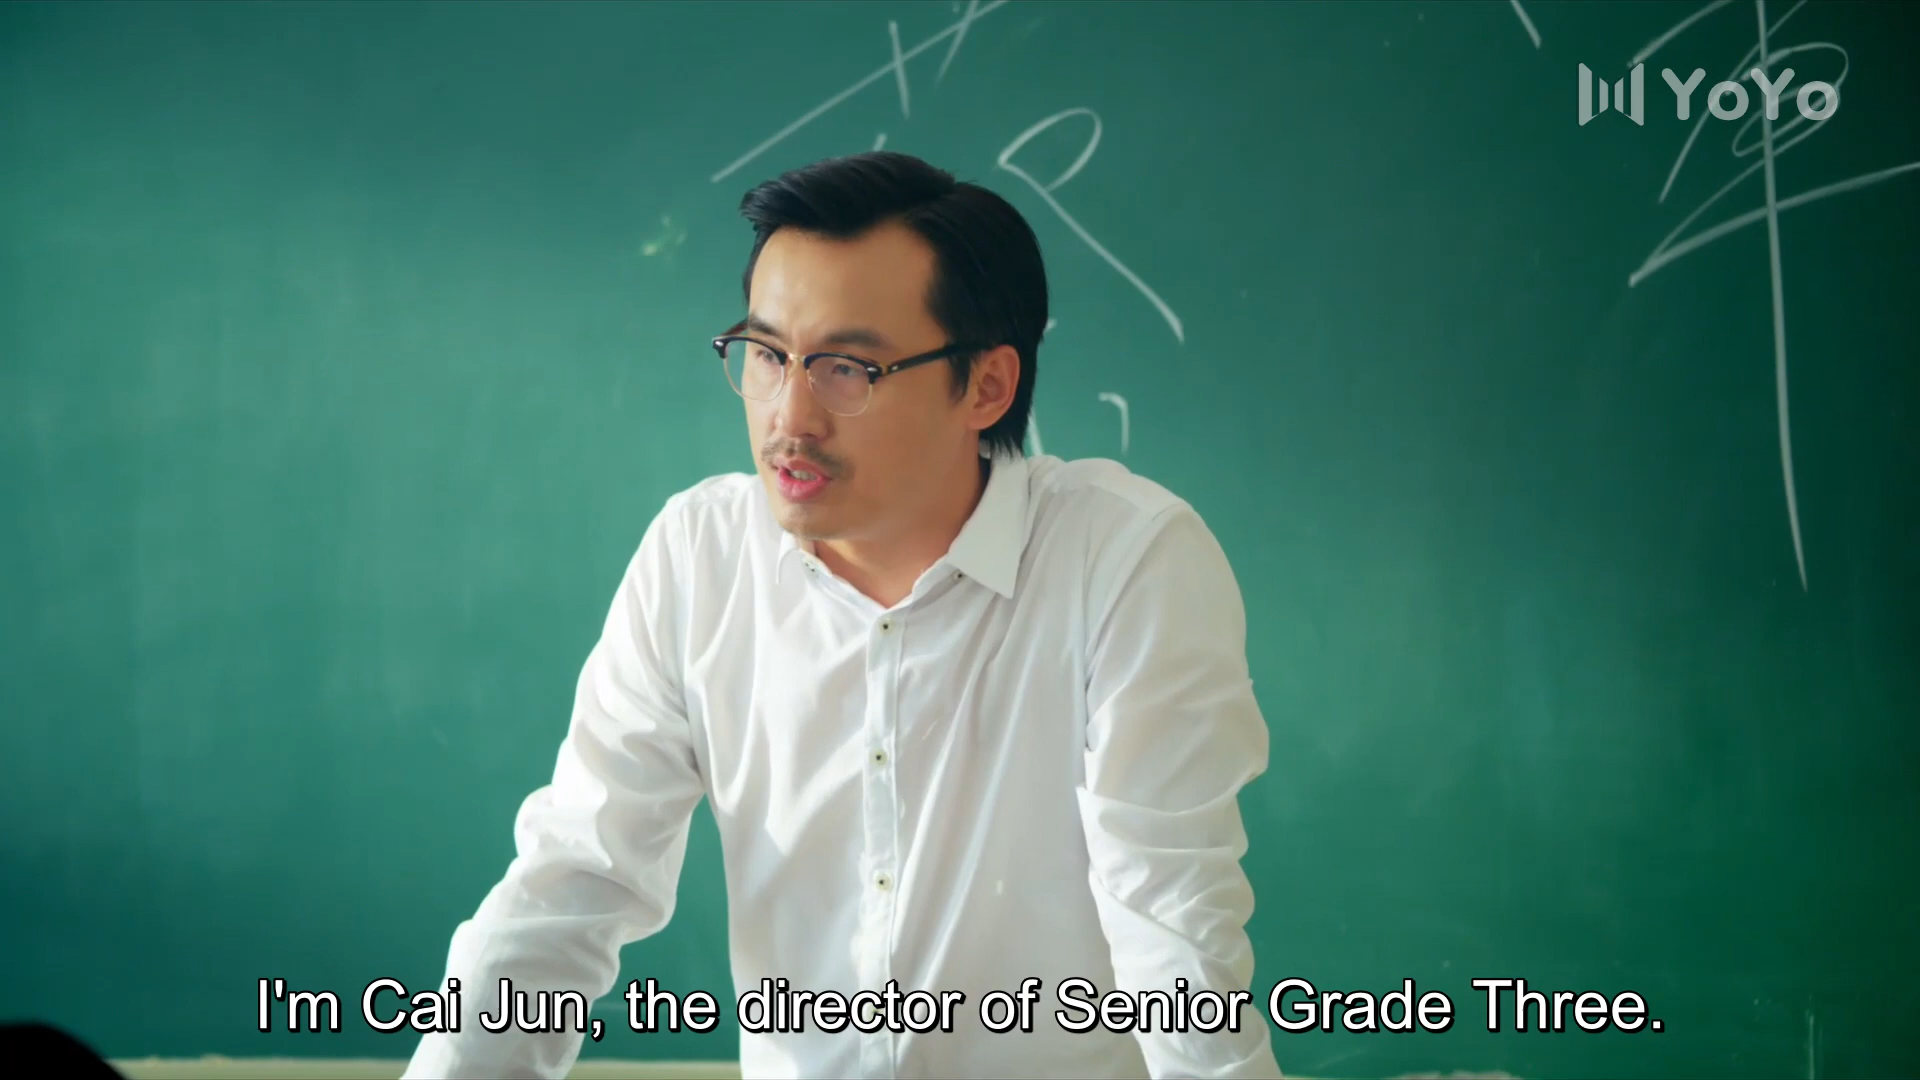 YoYo
I'm Cai Jun, the director of Senior Grade Three.